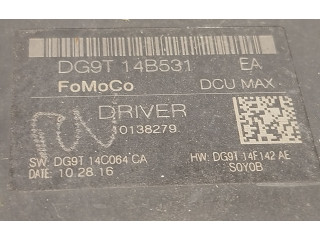 DG9T 14B531 EA
FoMoCo DCU MAX
DRIVER
10138279
SW: DG9T 14C064 CA
HW: DG9T 14F142 AE
DATE: 10.28.16
S0Y0B